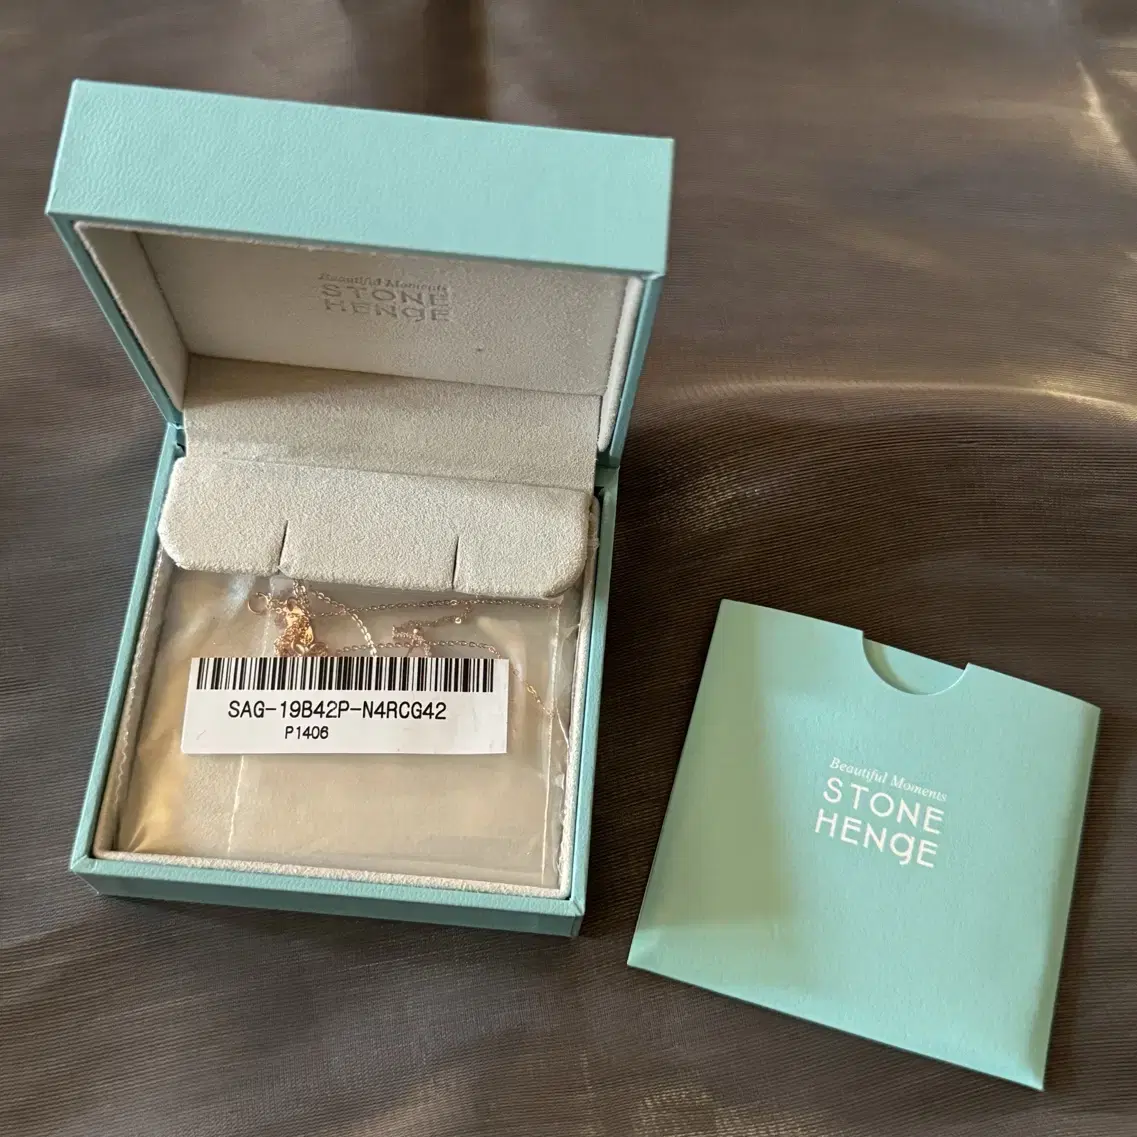 Beautiful Moments
STONE
HENGE
SAG-19B42P-N4RCG42
P1406
Beautiful Moments
STONE
HENGE